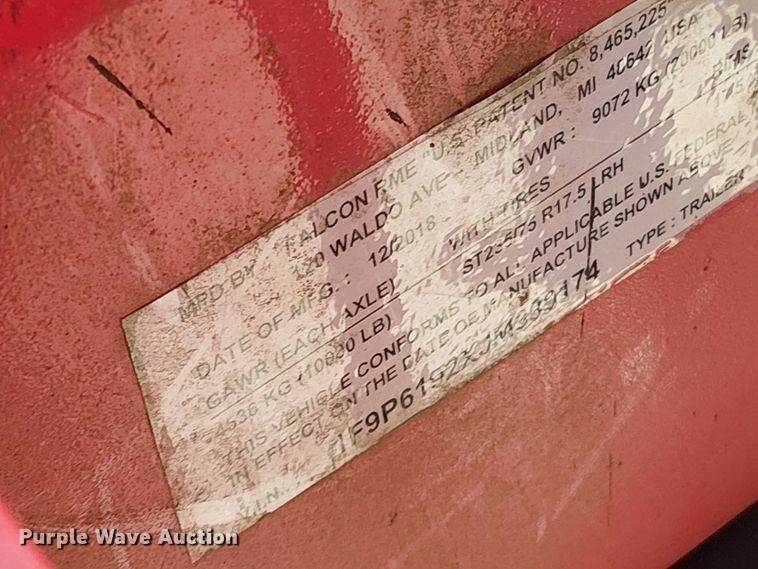 MFD BY FALCON RME "U.S. PATENT NO. 8,465,225"
120 WALDO AVE - MIDLAND, MI 48642 USA
DATE OF MFG. : 12/2018 GVWR : 9072 KG (20000 LB)
GAWR (EACH AXLE) WITH TIRES RIMS
4536 KG (10000 LB) ST235/75 R17.5 LRH
THIS VEHICLE CONFORMS TO ALL APPLICABLE U.S. FEDERAL
IN EFFECT ON THE DATE OF MANUFACTURE SHOWN ABOVE
V.I.N. 1F9P6192XJM339174 TYPE : TRAILER
Purple Wave Auction